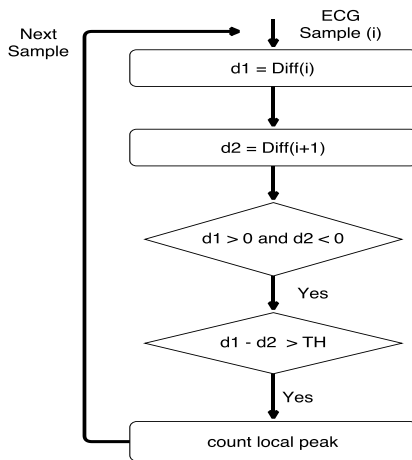 ECG
Sample (i)
Next
Sample
d1 = Diff(i)
d2 = Diff(i+1)
d1 > 0 and d2 < 0
Yes
d1 - d2 > TH
Yes
count local peak